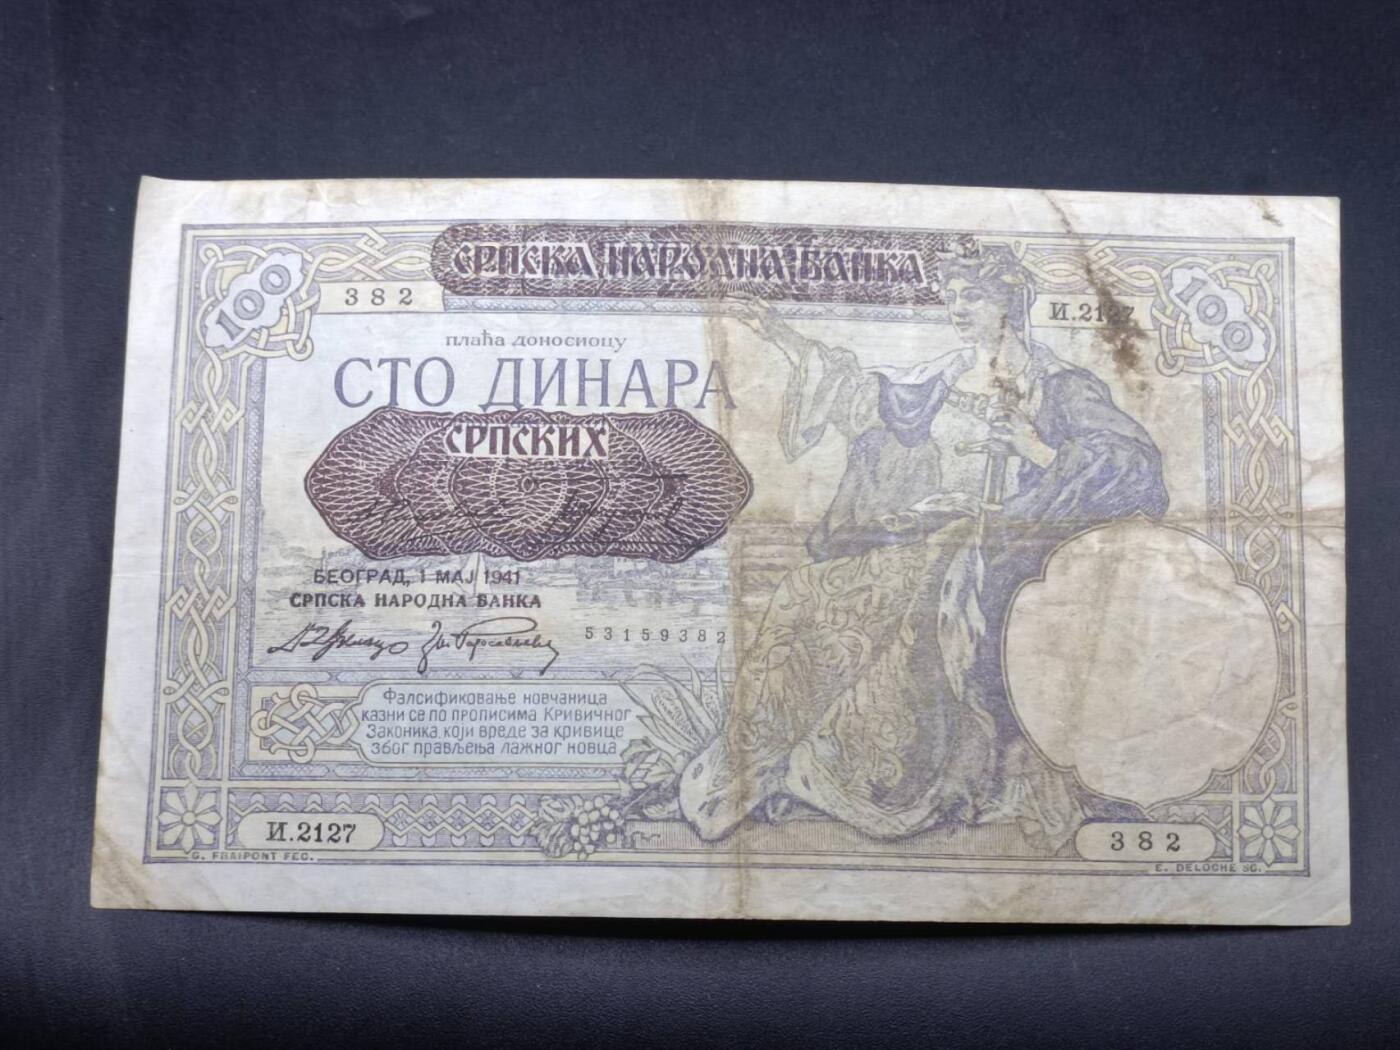 СРПСКА НАРОДНА БАНКА
100
382
И.2127
100
плаћа доносиоцу
СТО ДИНАРА
СРПСКИХ
БЕОГРАД, 1 МАЈ 1941
СРПСКА НАРОДНА БАНКА
53159382
Фалсификовање новчаница
казни се по прописима Кривичног
Законика, који вреде за кривице
због прављења лажног новца
И.2127
382
G. FRAIPONT FEC.
E. DELOCHE SC.